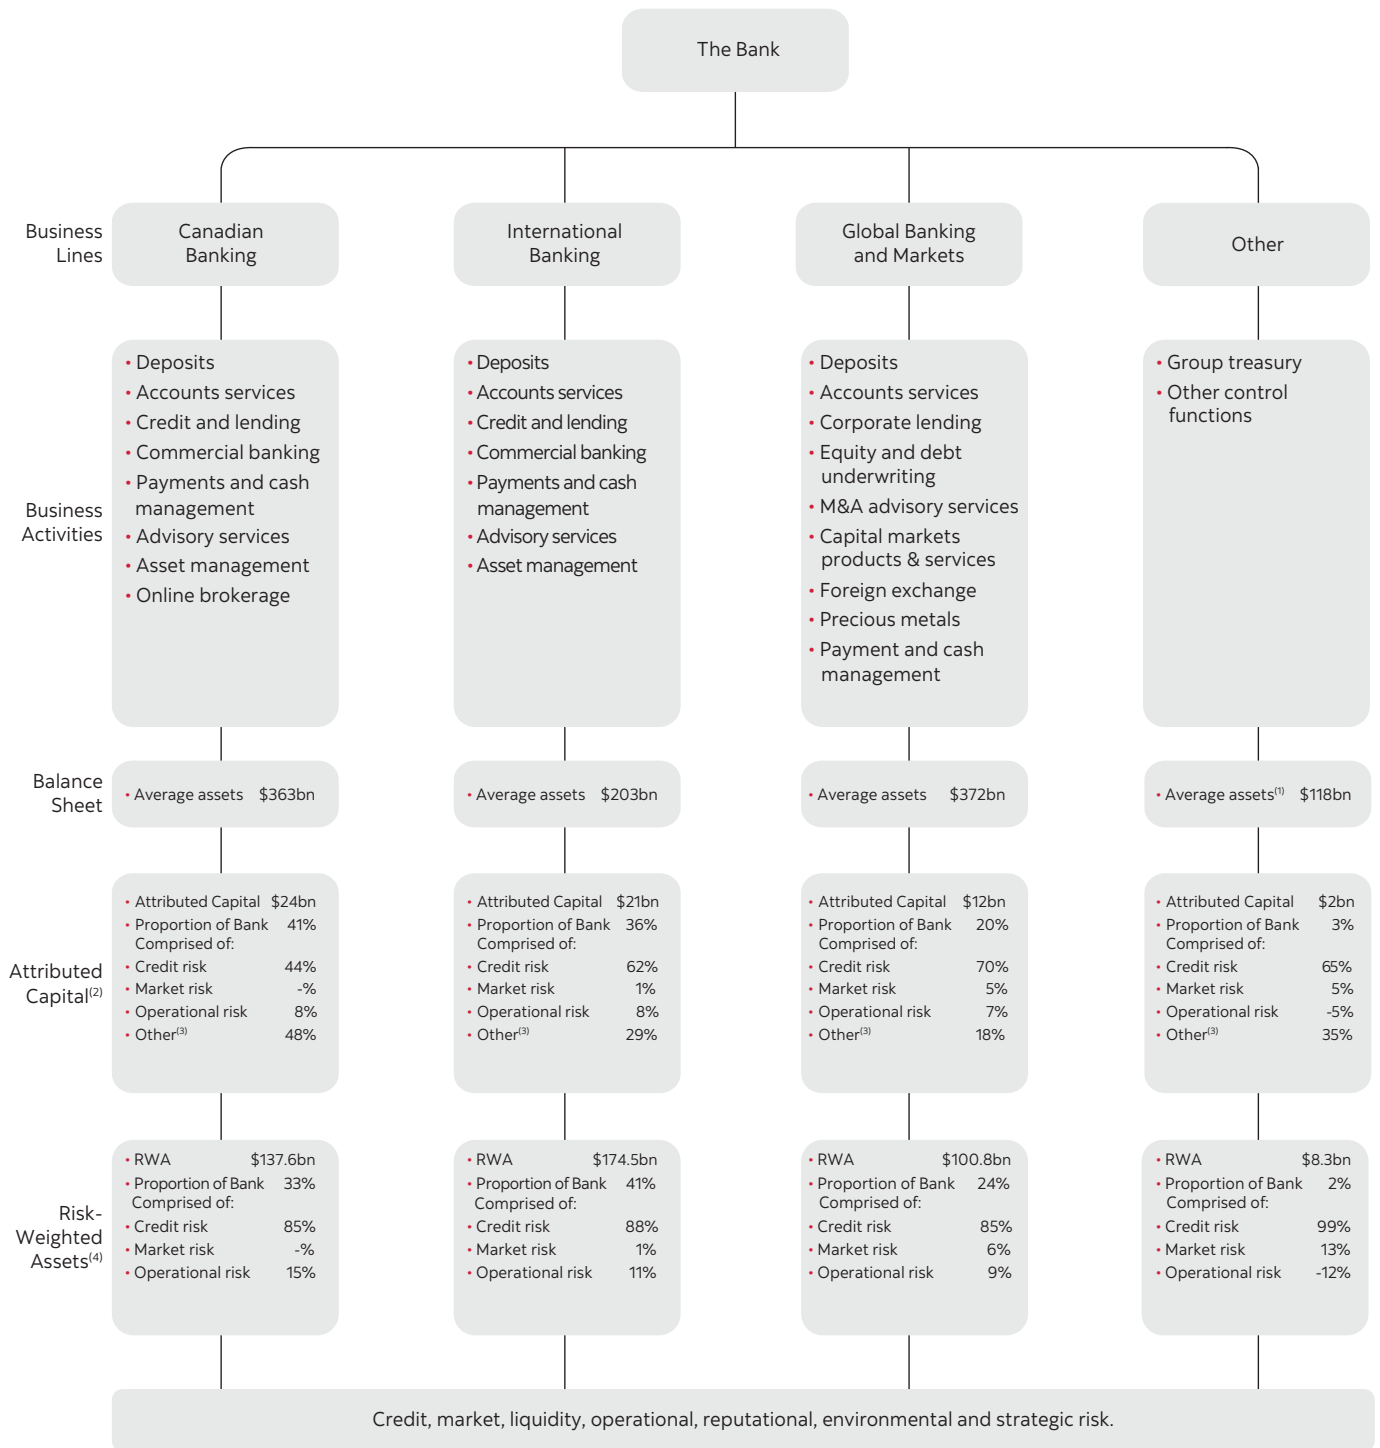 The Bank
Business
Lines
Canadian
Banking
International
Banking
Global Banking
and Markets
Other
Business
Activities
• Deposits
• Accounts services
• Credit and lending
• Commercial banking
• Payments and cash
management
• Advisory services
• Asset management
• Online brokerage
• Deposits
• Accounts services
• Credit and lending
• Commercial banking
• Payments and cash
management
• Advisory services
• Asset management
• Deposits
• Accounts services
• Corporate lending
• Equity and debt
underwriting
• M&A advisory services
• Capital markets
products & services
• Foreign exchange
• Precious metals
• Payment and cash
management
• Group treasury
• Other control
functions
Balance
Sheet
• Average assets $363bn
• Average assets $203bn
• Average assets $372bn
• Average assets(1) $118bn
Attributed
Capital(2)
• Attributed Capital $24bn
• Proportion of Bank 41%
Comprised of:
• Credit risk 44%
• Market risk -%
• Operational risk 8%
• Other(3) 48%
• Attributed Capital $21bn
• Proportion of Bank 36%
Comprised of:
• Credit risk 62%
• Market risk 1%
• Operational risk 8%
• Other(3) 29%
• Attributed Capital $12bn
• Proportion of Bank 20%
Comprised of:
• Credit risk 70%
• Market risk 5%
• Operational risk 7%
• Other(3) 18%
• Attributed Capital $2bn
• Proportion of Bank 3%
Comprised of:
• Credit risk 65%
• Market risk 5%
• Operational risk -5%
• Other(3) 35%
Risk-
Weighted
Assets(4)
• RWA $137.6bn
• Proportion of Bank 33%
Comprised of:
• Credit risk 85%
• Market risk -%
• Operational risk 15%
• RWA $174.5bn
• Proportion of Bank 41%
Comprised of:
• Credit risk 88%
• Market risk 1%
• Operational risk 11%
• RWA $100.8bn
• Proportion of Bank 24%
Comprised of:
• Credit risk 85%
• Market risk 6%
• Operational risk 9%
• RWA $8.3bn
• Proportion of Bank 2%
Comprised of:
• Credit risk 99%
• Market risk 13%
• Operational risk -12%
Credit, market, liquidity, operational, reputational, environmental and strategic risk.